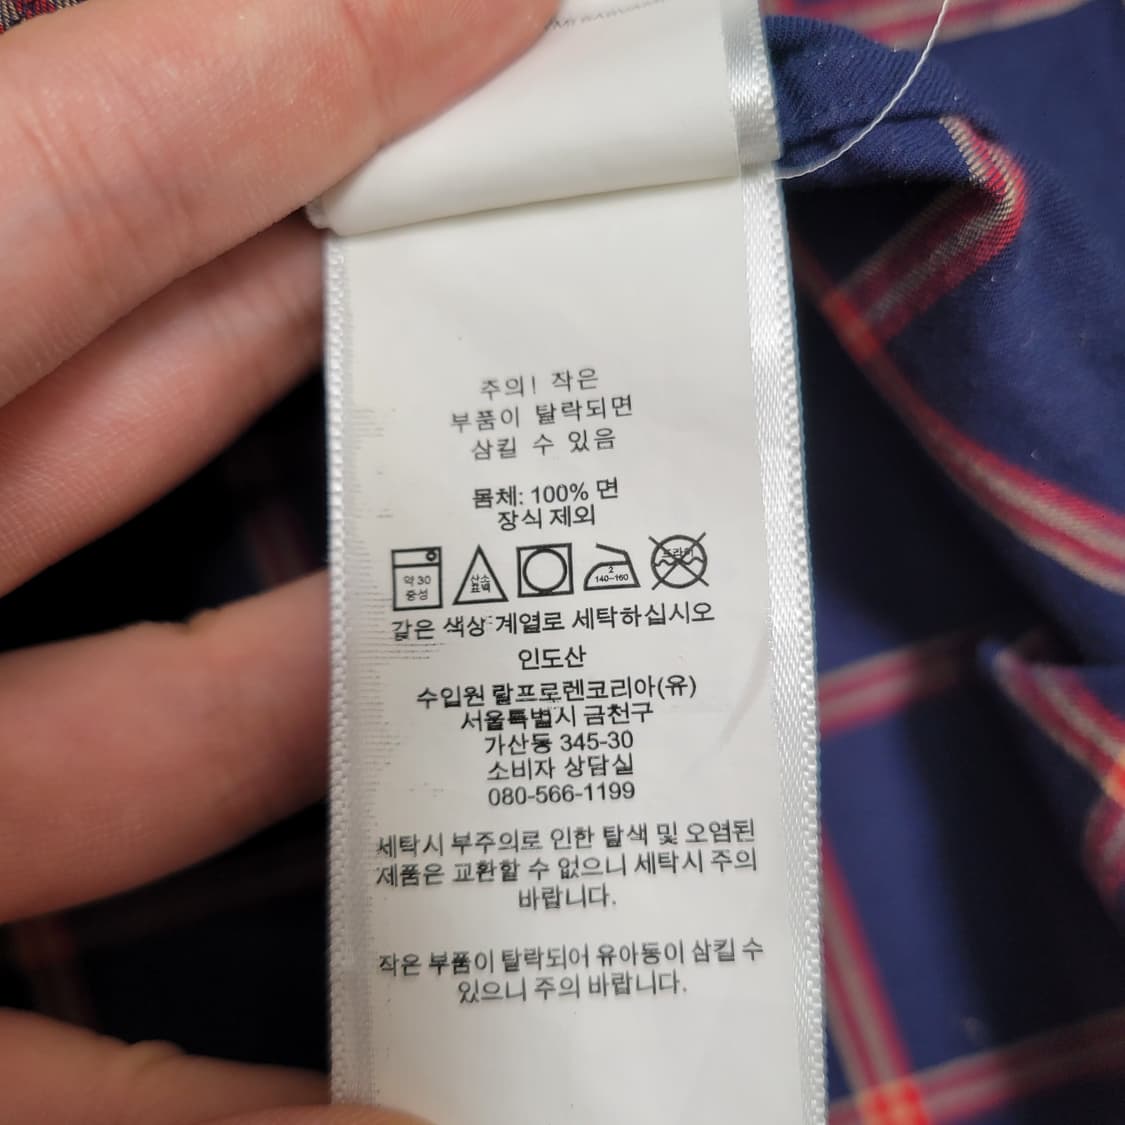 주의! 작은
부품이 탈락되면
삼킬 수 있음
몸체: 100% 면
장식 제외
약 30
중성
산소
표백
2
140~160
드라이
같은 색상 계열로 세탁하십시오
인도산
수입원 랄프로렌코리아(유)
서울특별시 금천구
가산동 345-30
소비자 상담실
080-566-1199
세탁시 부주의로 인한 탈색 및 오염된
제품은 교환할 수 없으니 세탁시 주의
바랍니다.
작은 부품이 탈락되어 유아동이 삼킬 수
있으니 주의 바랍니다.